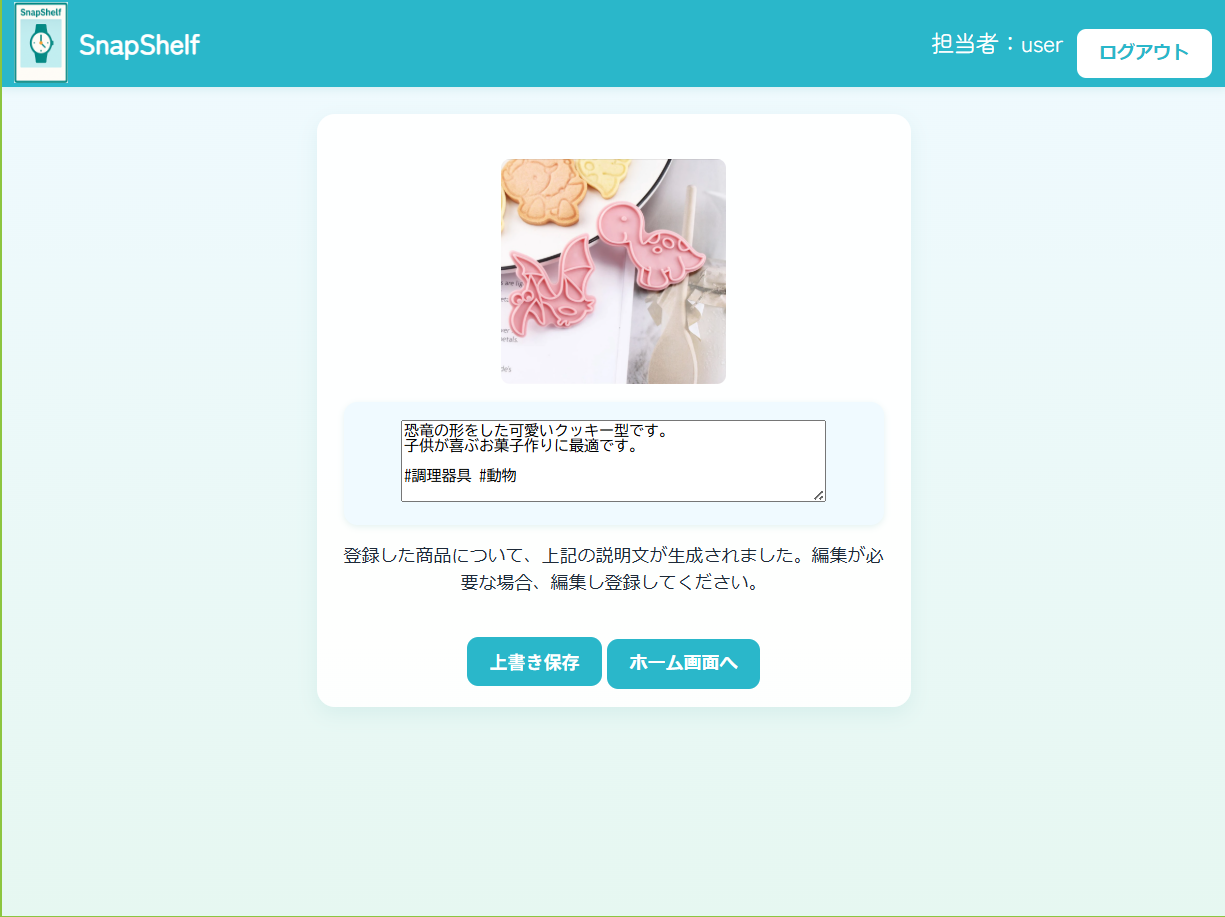 SnapShelf
SnapShelf
担当者：user
ログアウト
恐竜の形をした可愛いクッキー型です。
子供が喜ぶお菓子作りに最適です。
#調理器具 #動物
登録した商品について、上記の説明文が生成されました。編集が必
要な場合、編集し登録してください。
上書き保存
ホーム画面へ